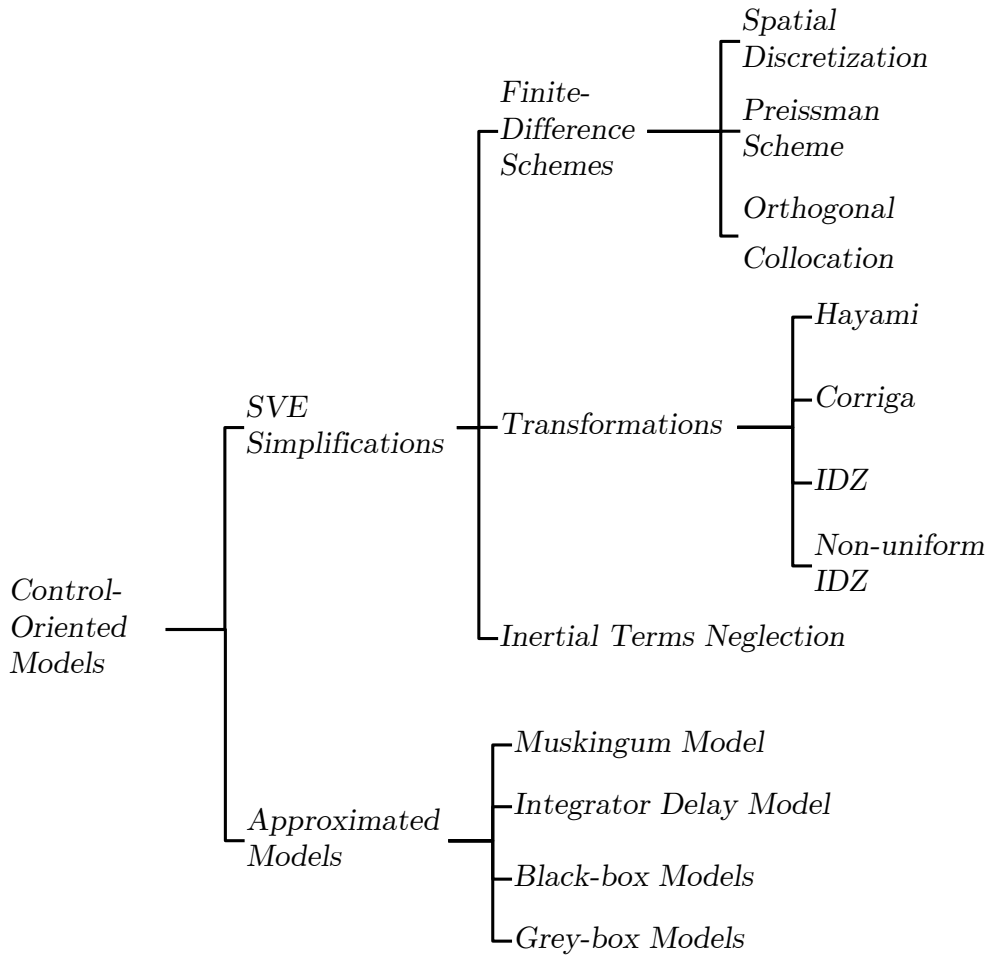 Control-
Oriented
Models
SVE
Simplifications
Finite-
Difference
Schemes
Spatial
Discretization
Preissman
Scheme
Orthogonal
Collocation
Transformations
Hayami
Corriga
IDZ
Non-uniform
IDZ
Inertial Terms Neglection
Approximated
Models
Muskingum Model
Integrator Delay Model
Black-box Models
Grey-box Models